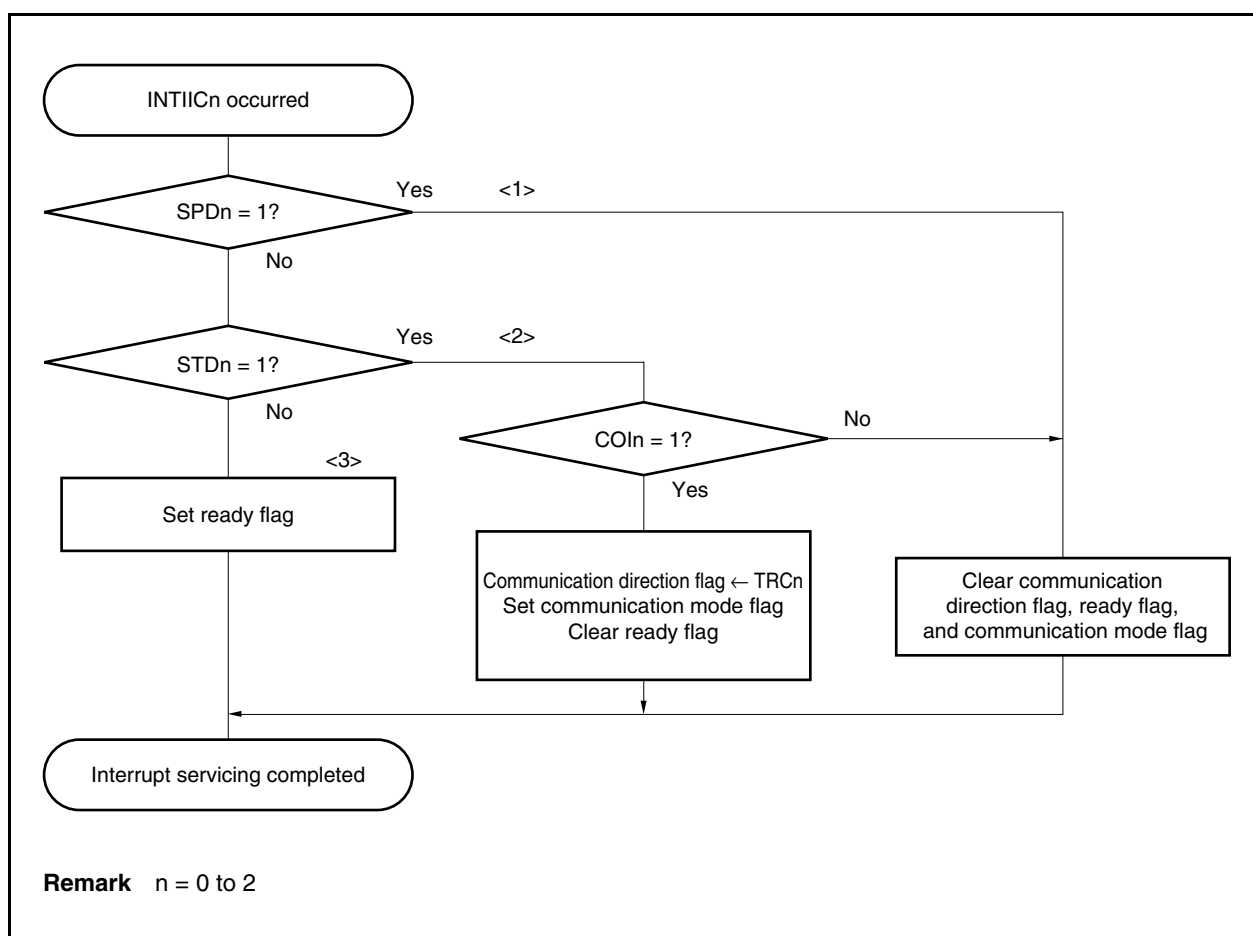 INTIICn occurred
Yes <1>
SPDn = 1?
No
Yes <2>
STDn = 1?
No
No
COIn = 1?
<3>
Yes
Set ready flag
Communication direction flag ← TRCn
Set communication mode flag
Clear ready flag
Clear communication
direction flag, ready flag,
and communication mode flag
Interrupt servicing completed
Remark n = 0 to 2